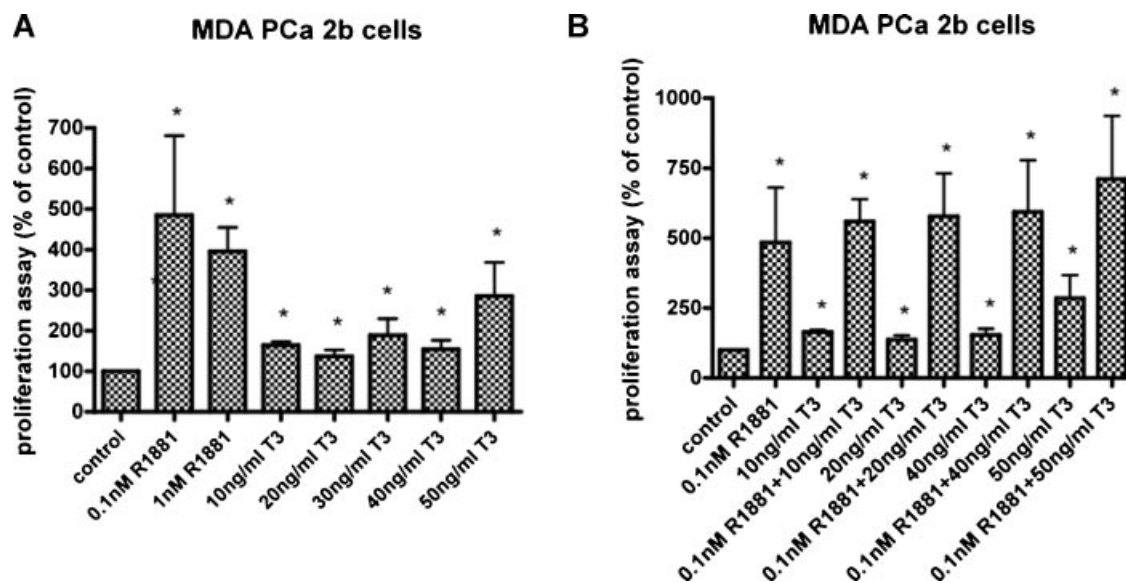 A
MDA PCa 2b cells
proliferation assay (% of control)
700
600
500
400
300
200
100
0
*
*
*
*
*
*
*
*
control
0.1nM R1881
1nM R1881
10ng/ml T3
20ng/ml T3
30ng/ml T3
40ng/ml T3
50ng/ml T3
B
MDA PCa 2b cells
proliferation assay (% of control)
1000
750
500
250
0
*
*
*
*
*
*
*
*
*
control
0.1nM R1881
10ng/ml T3
0.1nM R1881+10ng/ml T3
20ng/ml T3
0.1nM R1881+20ng/ml T3
40ng/ml T3
0.1nM R1881+40ng/ml T3
50ng/ml T3
0.1nM R1881+50ng/ml T3